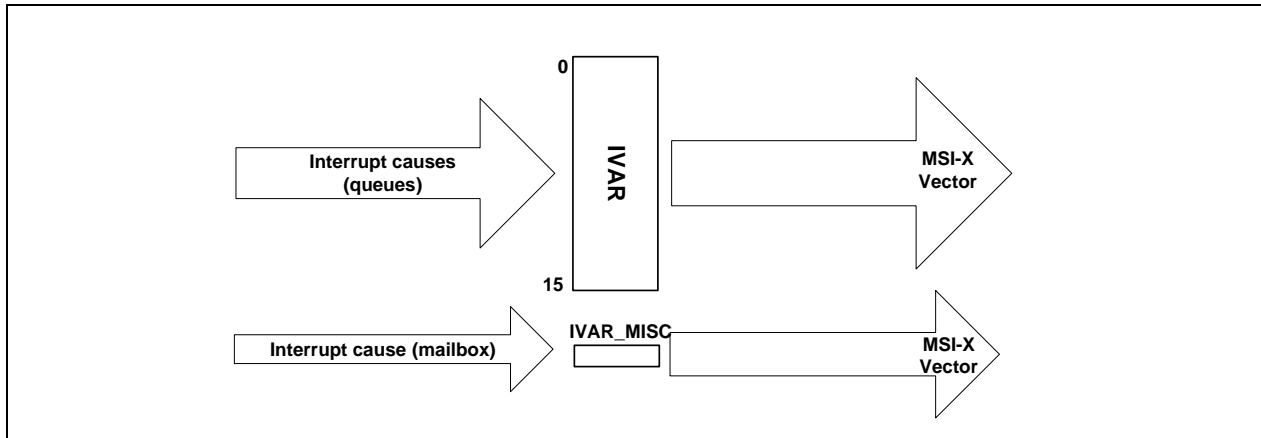 0
Interrupt causes
(queues)
IVAR
MSI-X
Vector
15
IVAR_MISC
Interrupt cause (mailbox)
MSI-X
Vector